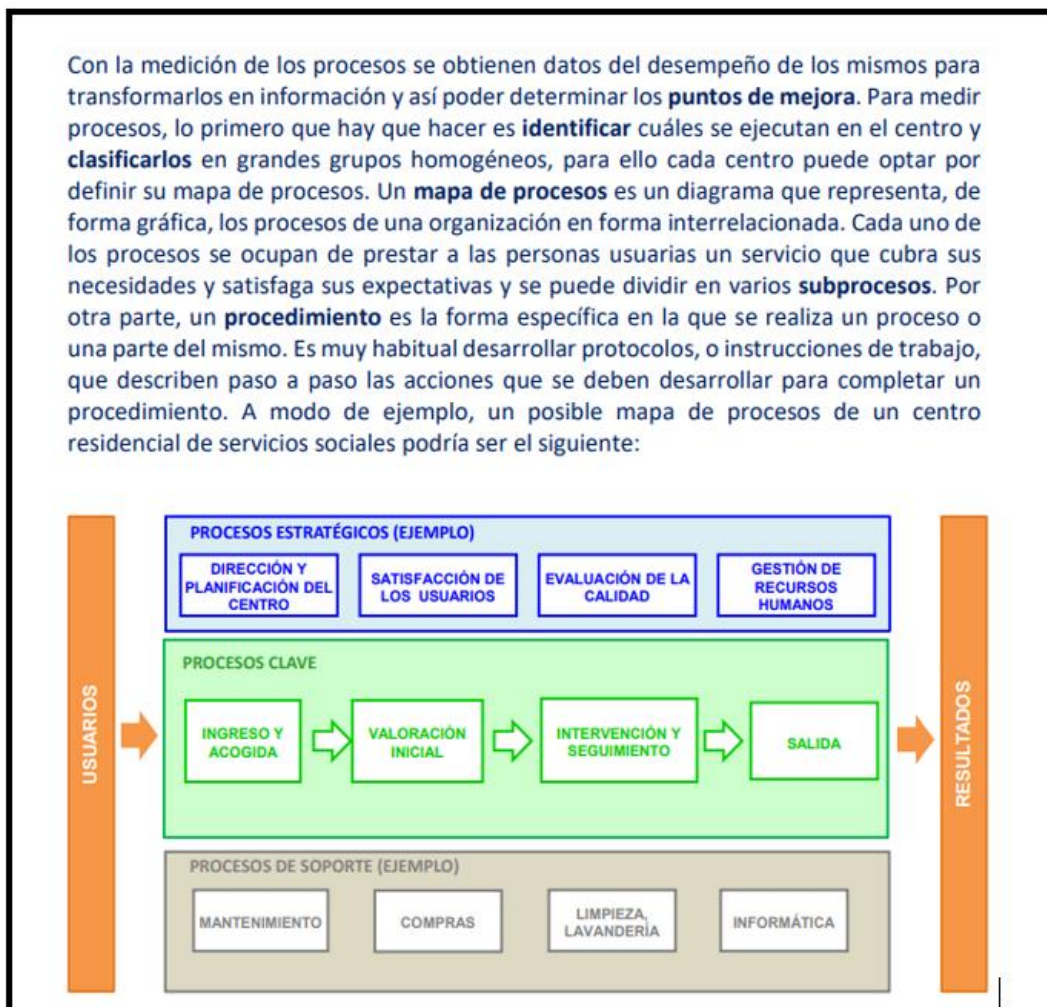 Con la medición de los procesos se obtienen datos del desempeño de los mismos para
transformarlos en información y así poder determinar los puntos de mejora. Para medir
procesos, lo primero que hay que hacer es identificar cuáles se ejecutan en el centro y
clasificarlos en grandes grupos homogéneos, para ello cada centro puede optar por
definir su mapa de procesos. Un mapa de procesos es un diagrama que representa, de
forma gráfica, los procesos de una organización en forma interrelacionada. Cada uno de
los procesos se ocupan de prestar a las personas usuarias un servicio que cubra sus
necesidades y satisfaga sus expectativas y se puede dividir en varios subprocesos. Por
otra parte, un procedimiento es la forma específica en la que se realiza un proceso o
una parte del mismo. Es muy habitual desarrollar protocolos, o instrucciones de trabajo,
que describen paso a paso las acciones que se deben desarrollar para completar un
procedimiento. A modo de ejemplo, un posible mapa de procesos de un centro
residencial de servicios sociales podría ser el siguiente:
USUARIOS
PROCESOS ESTRATÉGICOS (EJEMPLO)
DIRECCIÓN Y
PLANIFICACIÓN DEL
CENTRO
SATISFACCIÓN DE
LOS USUARIOS
EVALUACIÓN DE LA
CALIDAD
GESTIÓN DE
RECURSOS
HUMANOS
PROCESOS CLAVE
INGRESO Y
ACOGIDA
VALORACIÓN
INICIAL
INTERVENCIÓN Y
SEGUIMIENTO
SALIDA
PROCESOS DE SOPORTE (EJEMPLO)
MANTENIMIENTO
COMPRAS
LIMPIEZA,
LAVANDERÍA
INFORMÁTICA
RESULTADOS